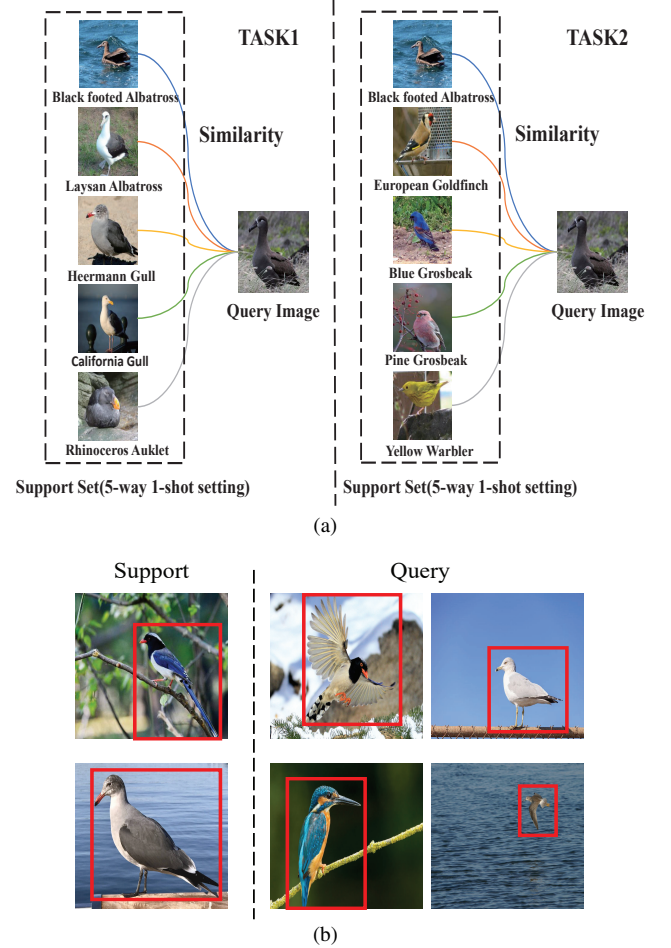 TASK1
Black footed Albatross
Similarity
Laysan Albatross
Heermann Gull
Query Image
California Gull
Rhinoceros Auklet
Support Set(5-way 1-shot setting)
TASK2
Black footed Albatross
Similarity
European Goldfinch
Blue Grosbeak
Query Image
Pine Grosbeak
Yellow Warbler
Support Set(5-way 1-shot setting)
(a)
Support
Query
(b)